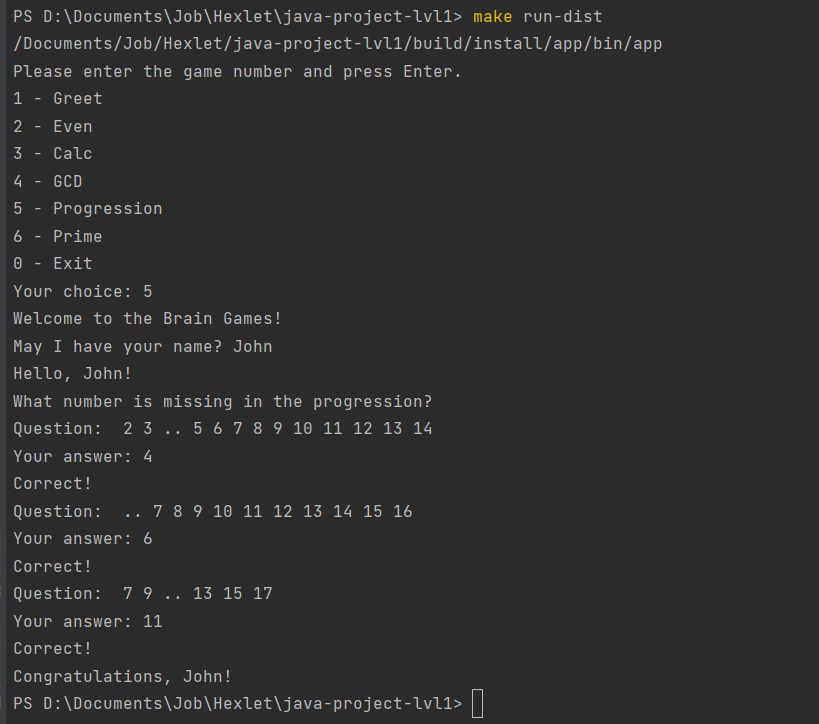 PS D:\Documents\Job\Hexlet\java-project-lvl1> make run-dist
/Documents/Job/Hexlet/java-project-lvl1/build/install/app/bin/app
Please enter the game number and press Enter.
1 - Greet
2 - Even
3 - Calc
4 - GCD
5 - Progression
6 - Prime
0 - Exit
Your choice: 5
Welcome to the Brain Games!
May I have your name? John
Hello, John!
What number is missing in the progression?
Question:  2 3 .. 5 6 7 8 9 10 11 12 13 14
Your answer: 4
Correct!
Question:  .. 7 8 9 10 11 12 13 14 15 16
Your answer: 6
Correct!
Question:  7 9 .. 13 15 17
Your answer: 11
Correct!
Congratulations, John!
PS D:\Documents\Job\Hexlet\java-project-lvl1>